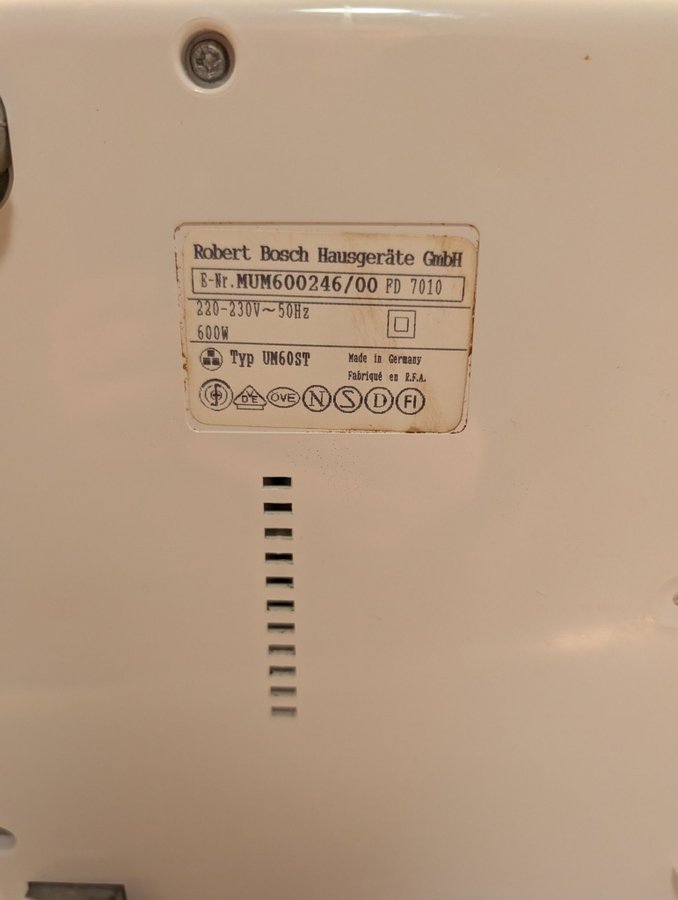 Robert Bosch Hausgeräte GmbH
E-Nr. MUM600246/00 FD 7010
220-230V~50Hz
600W
Typ UM60ST
Made in Germany
Fabriqué en R.F.A.
VDE ÖVE N S D FI